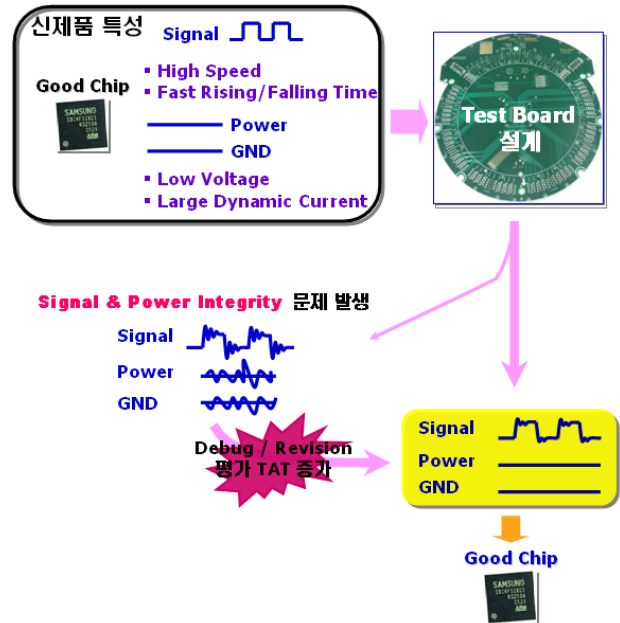 신제품 특성
Signal
Good Chip
▪ High Speed
▪ Fast Rising/Falling Time
SAMSUNG
Power
GND
▪ Low Voltage
▪ Large Dynamic Current
Test Board
설계
Signal & Power Integrity 문제 발생
Signal
Power
GND
Debug / Revision
평가 TAT 증가
Signal
Power
GND
Good Chip
SAMSUNG